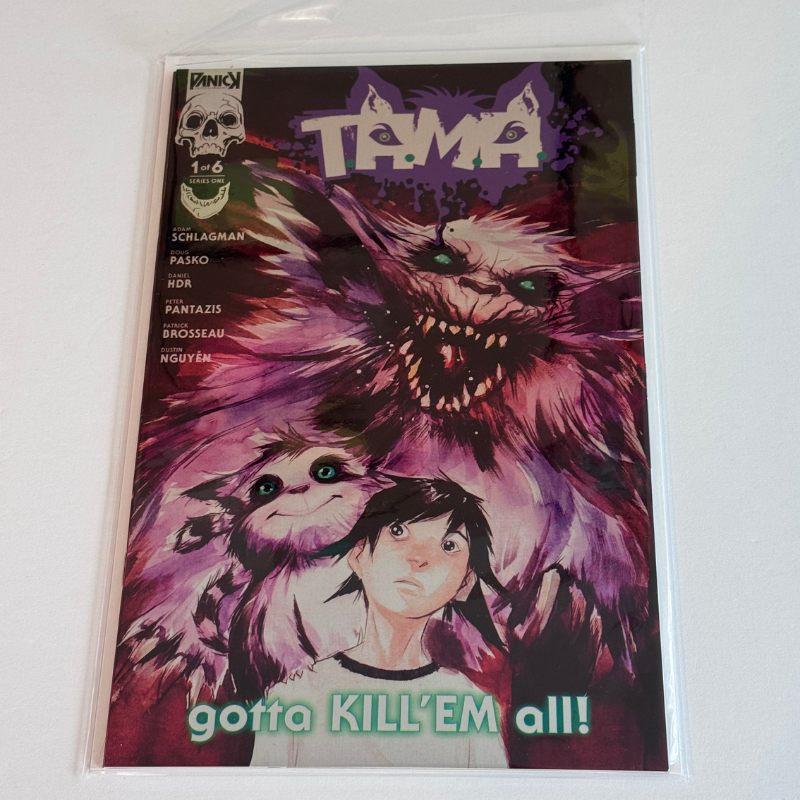 PANICK
T.A.M.A.
1 of 6
SERIES ONE
ADAM
SCHLAGMAN
DOUG
PASKO
DANIEL
HDR
PETER
PANTAZIS
PATRICK
BROSSEAU
DUSTIN
NGUYỄN
gotta KILL'EM all!